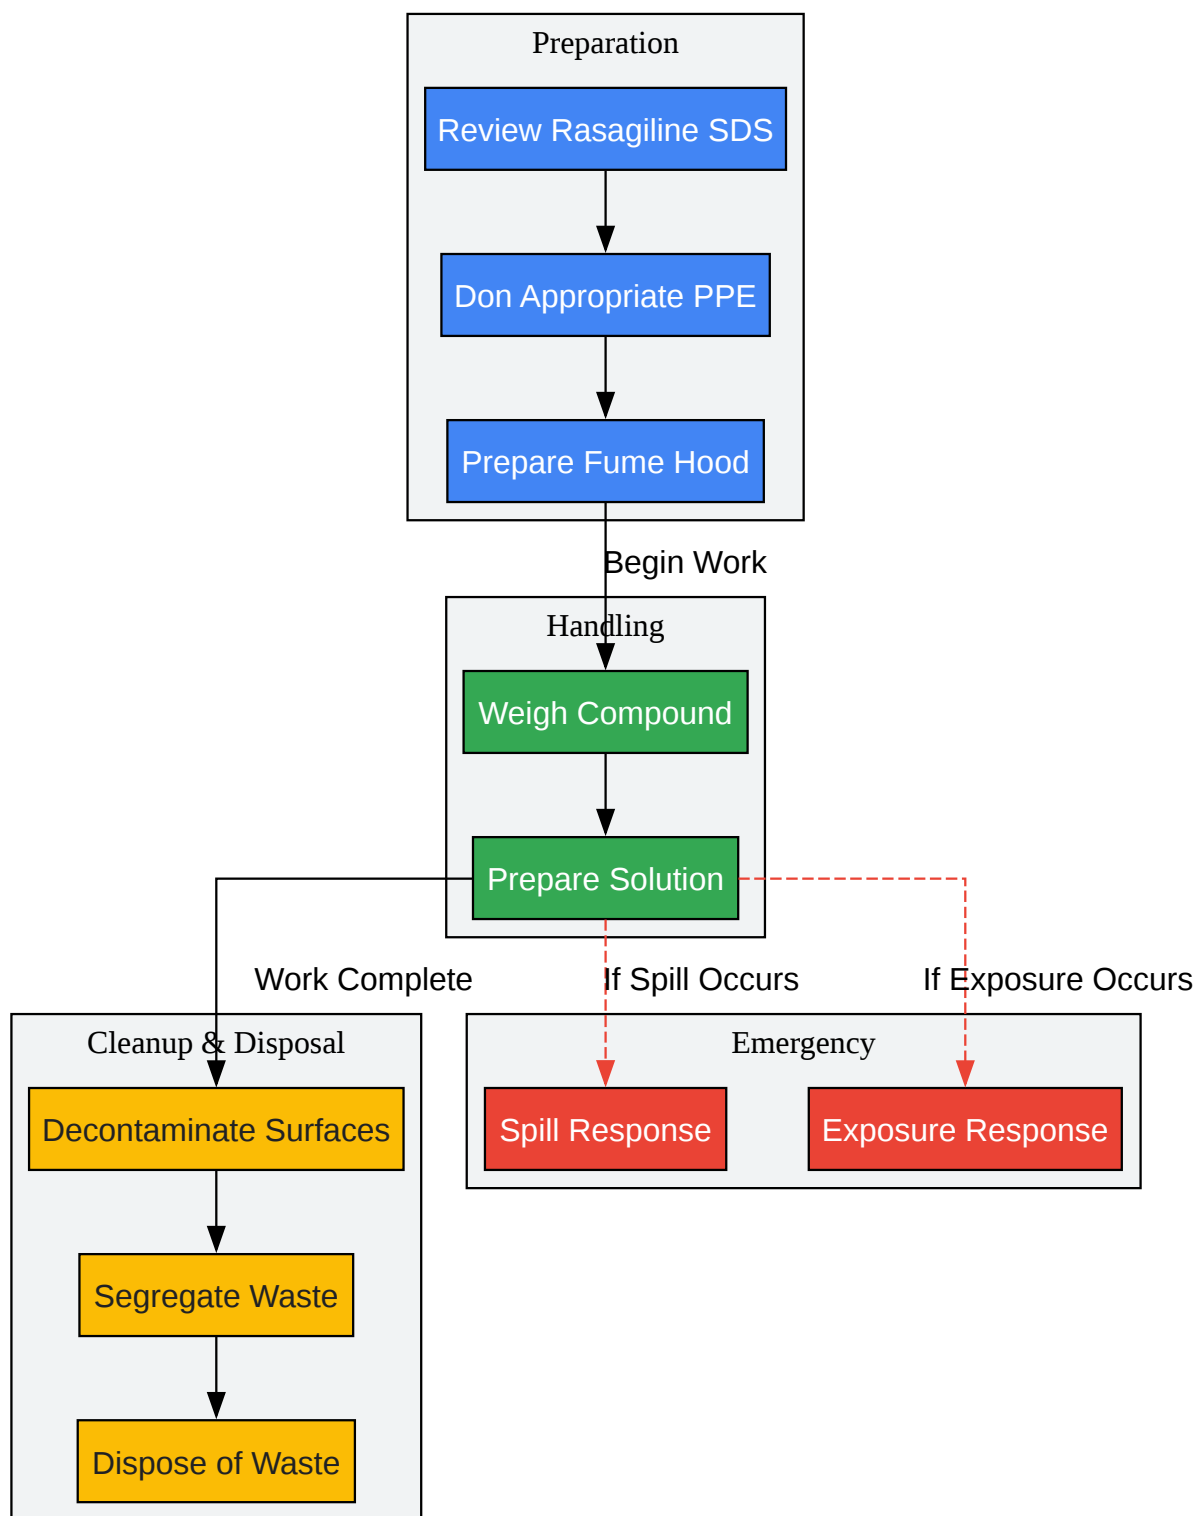 Preparation
Review Rasagiline SDS
Don Appropriate PPE
Prepare Fume Hood
Begin Work
Handling
Weigh Compound
Prepare Solution
Work Complete
If Spill Occurs
If Exposure Occurs
Cleanup & Disposal
Emergency
Decontaminate Surfaces
Spill Response
Exposure Response
Segregate Waste
Dispose of Waste